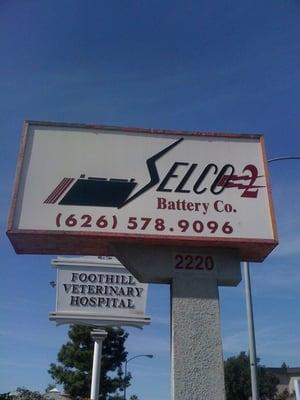 SELCO 2
Battery Co.
(626) 578.9096
2220
FOOTHILL
VETERINARY
HOSPITAL